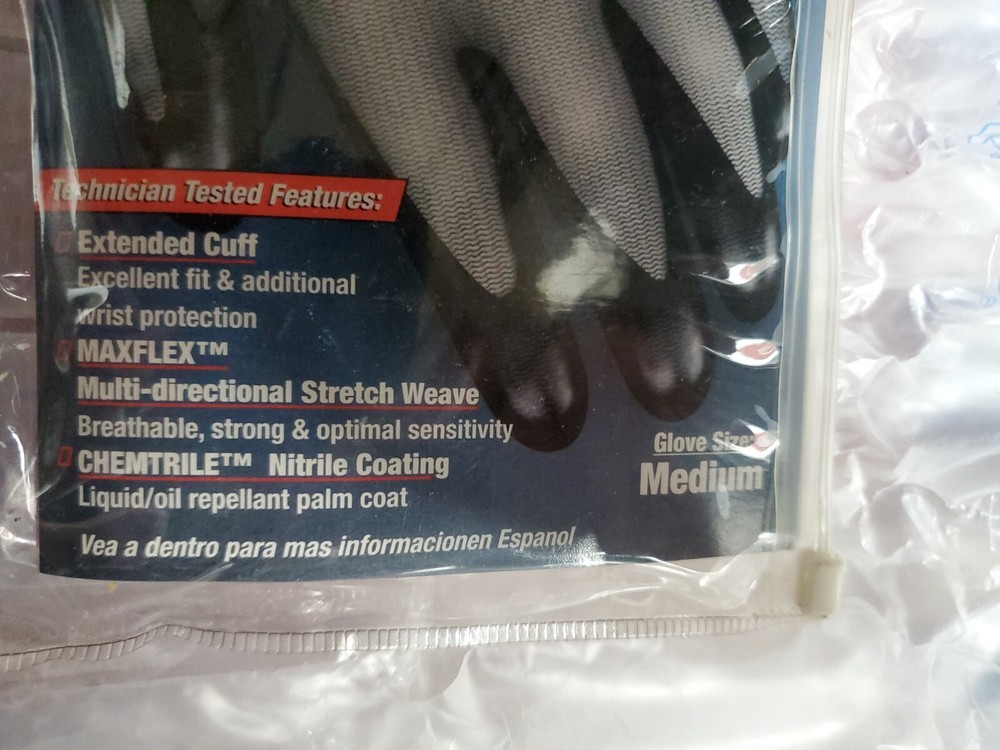 Technician Tested Features:
Extended Cuff
Excellent fit & additional
wrist protection
MAXFLEX™
Multi-directional Stretch Weave
Breathable, strong & optimal sensitivity
CHEMTRILE™ Nitrile Coating
Liquid/oil repellant palm coat
Glove Size:
Medium
Vea a dentro para mas informacionen Espanol